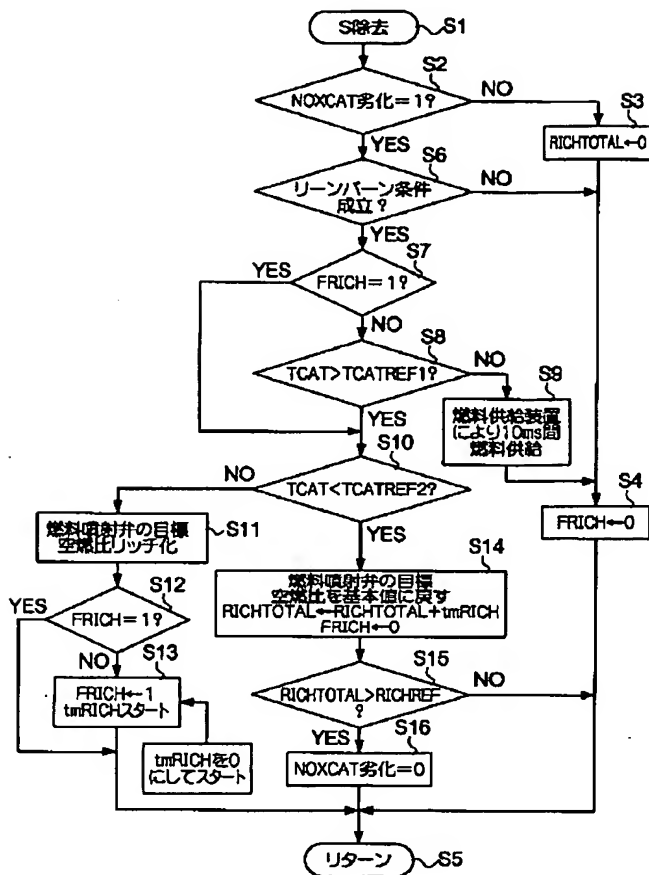 S除去
S1
S2
NOXCAT劣化=1?
NO
S3
RICHTOTAL←0
YES
S6
リーンバーン条件
成立?
NO
YES
S7
YES
FRICH=1?
NO
S8
TCAT>TCATREF1?
NO
S9
燃料供給装置
により10ms間
燃料供給
YES
S10
NO
TCAT<TCATREF2?
S4
FRICH←0
燃料噴射弁の目標
空燃比リッチ化
S11
YES
S14
燃料噴射弁の目標
空燃比を基本値に戻す
RICHTOTAL←RICHTOTAL+tmRICH
FRICH←0
S12
YES
FRICH=1?
NO
S13
FRICH←1
tmRICHスタート
S15
RICHTOTAL>RICHREF
?
NO
YES
S16
tmRICHを0
にしてスタート
NOXCAT劣化=0
リターン
S5